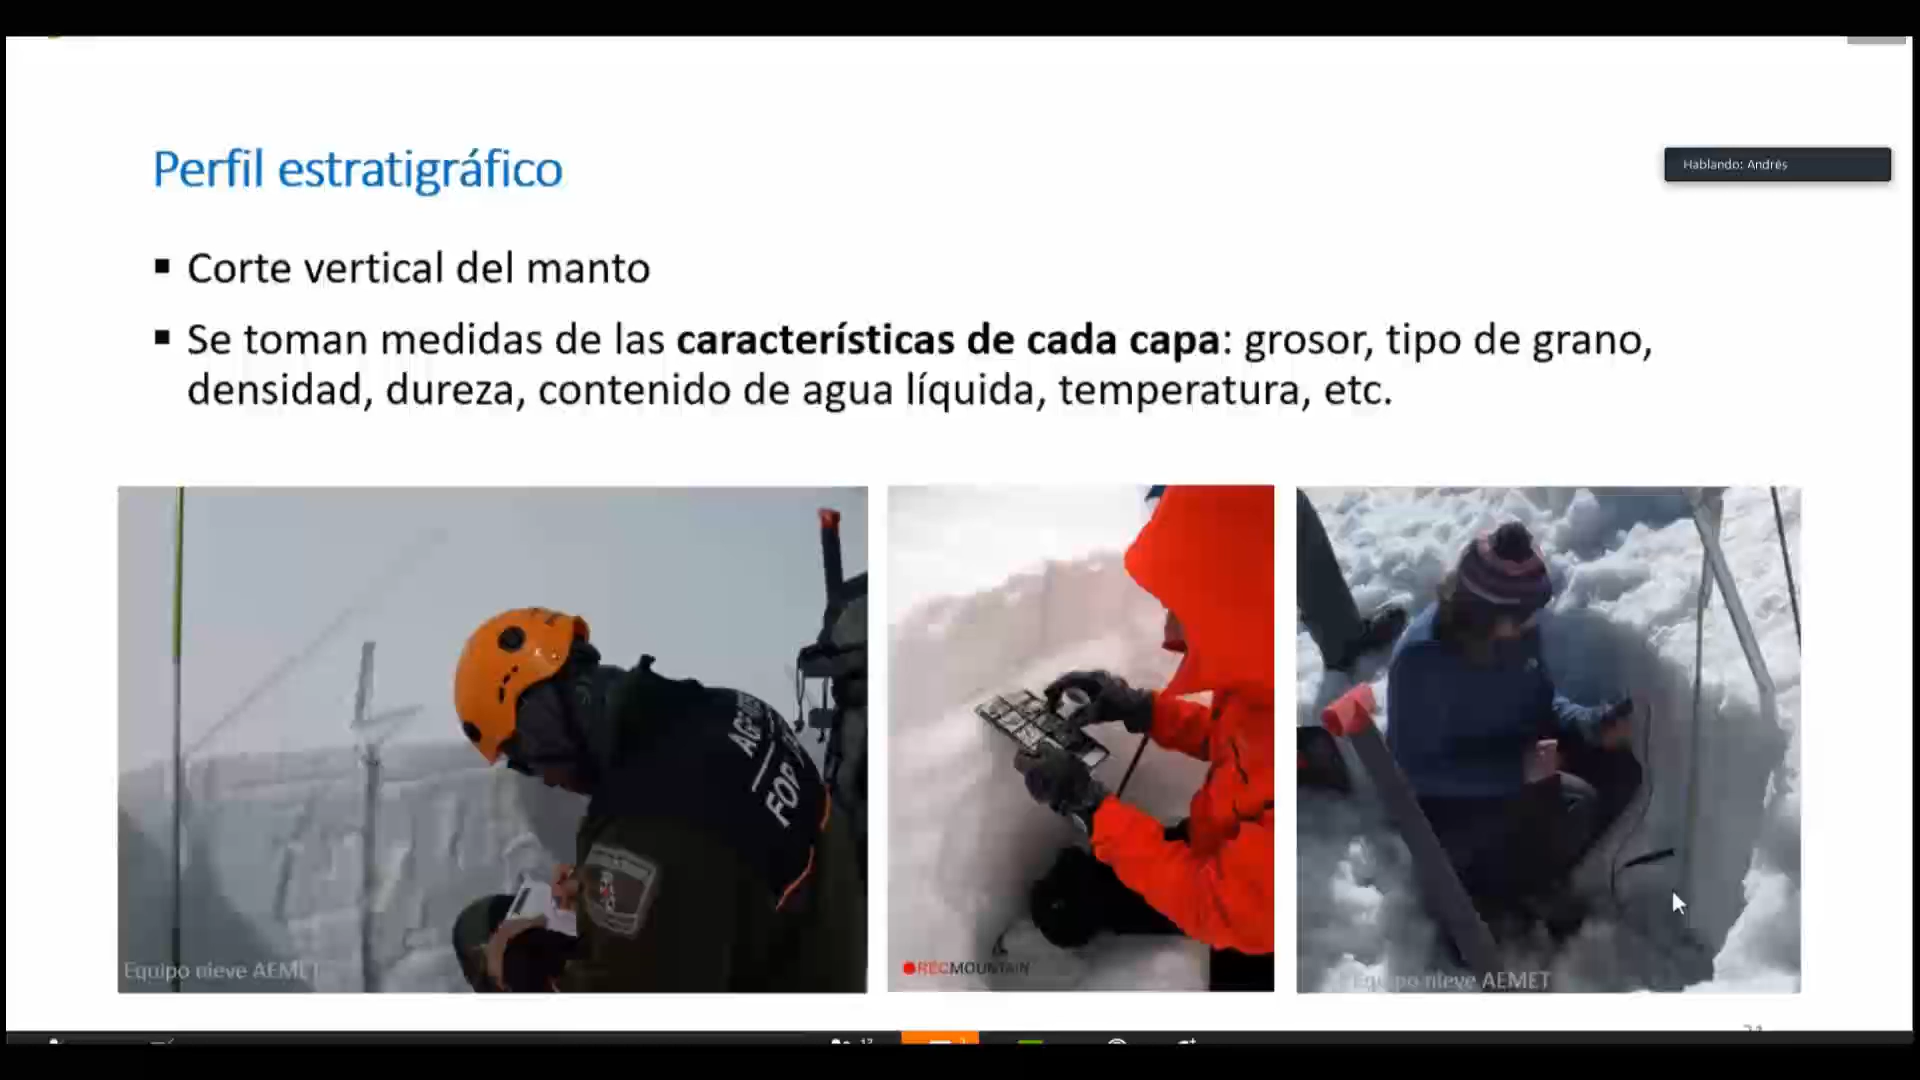 Perfil estratigráfico
Hablando: Andrés
▪ Corte vertical del manto
▪ Se toman medidas de las características de cada capa: grosor, tipo de grano,
densidad, dureza, contenido de agua líquida, temperatura, etc.
FOP
Equipo nieve AEMET
RECMOUNTAIN
Equipo nieve AEMET